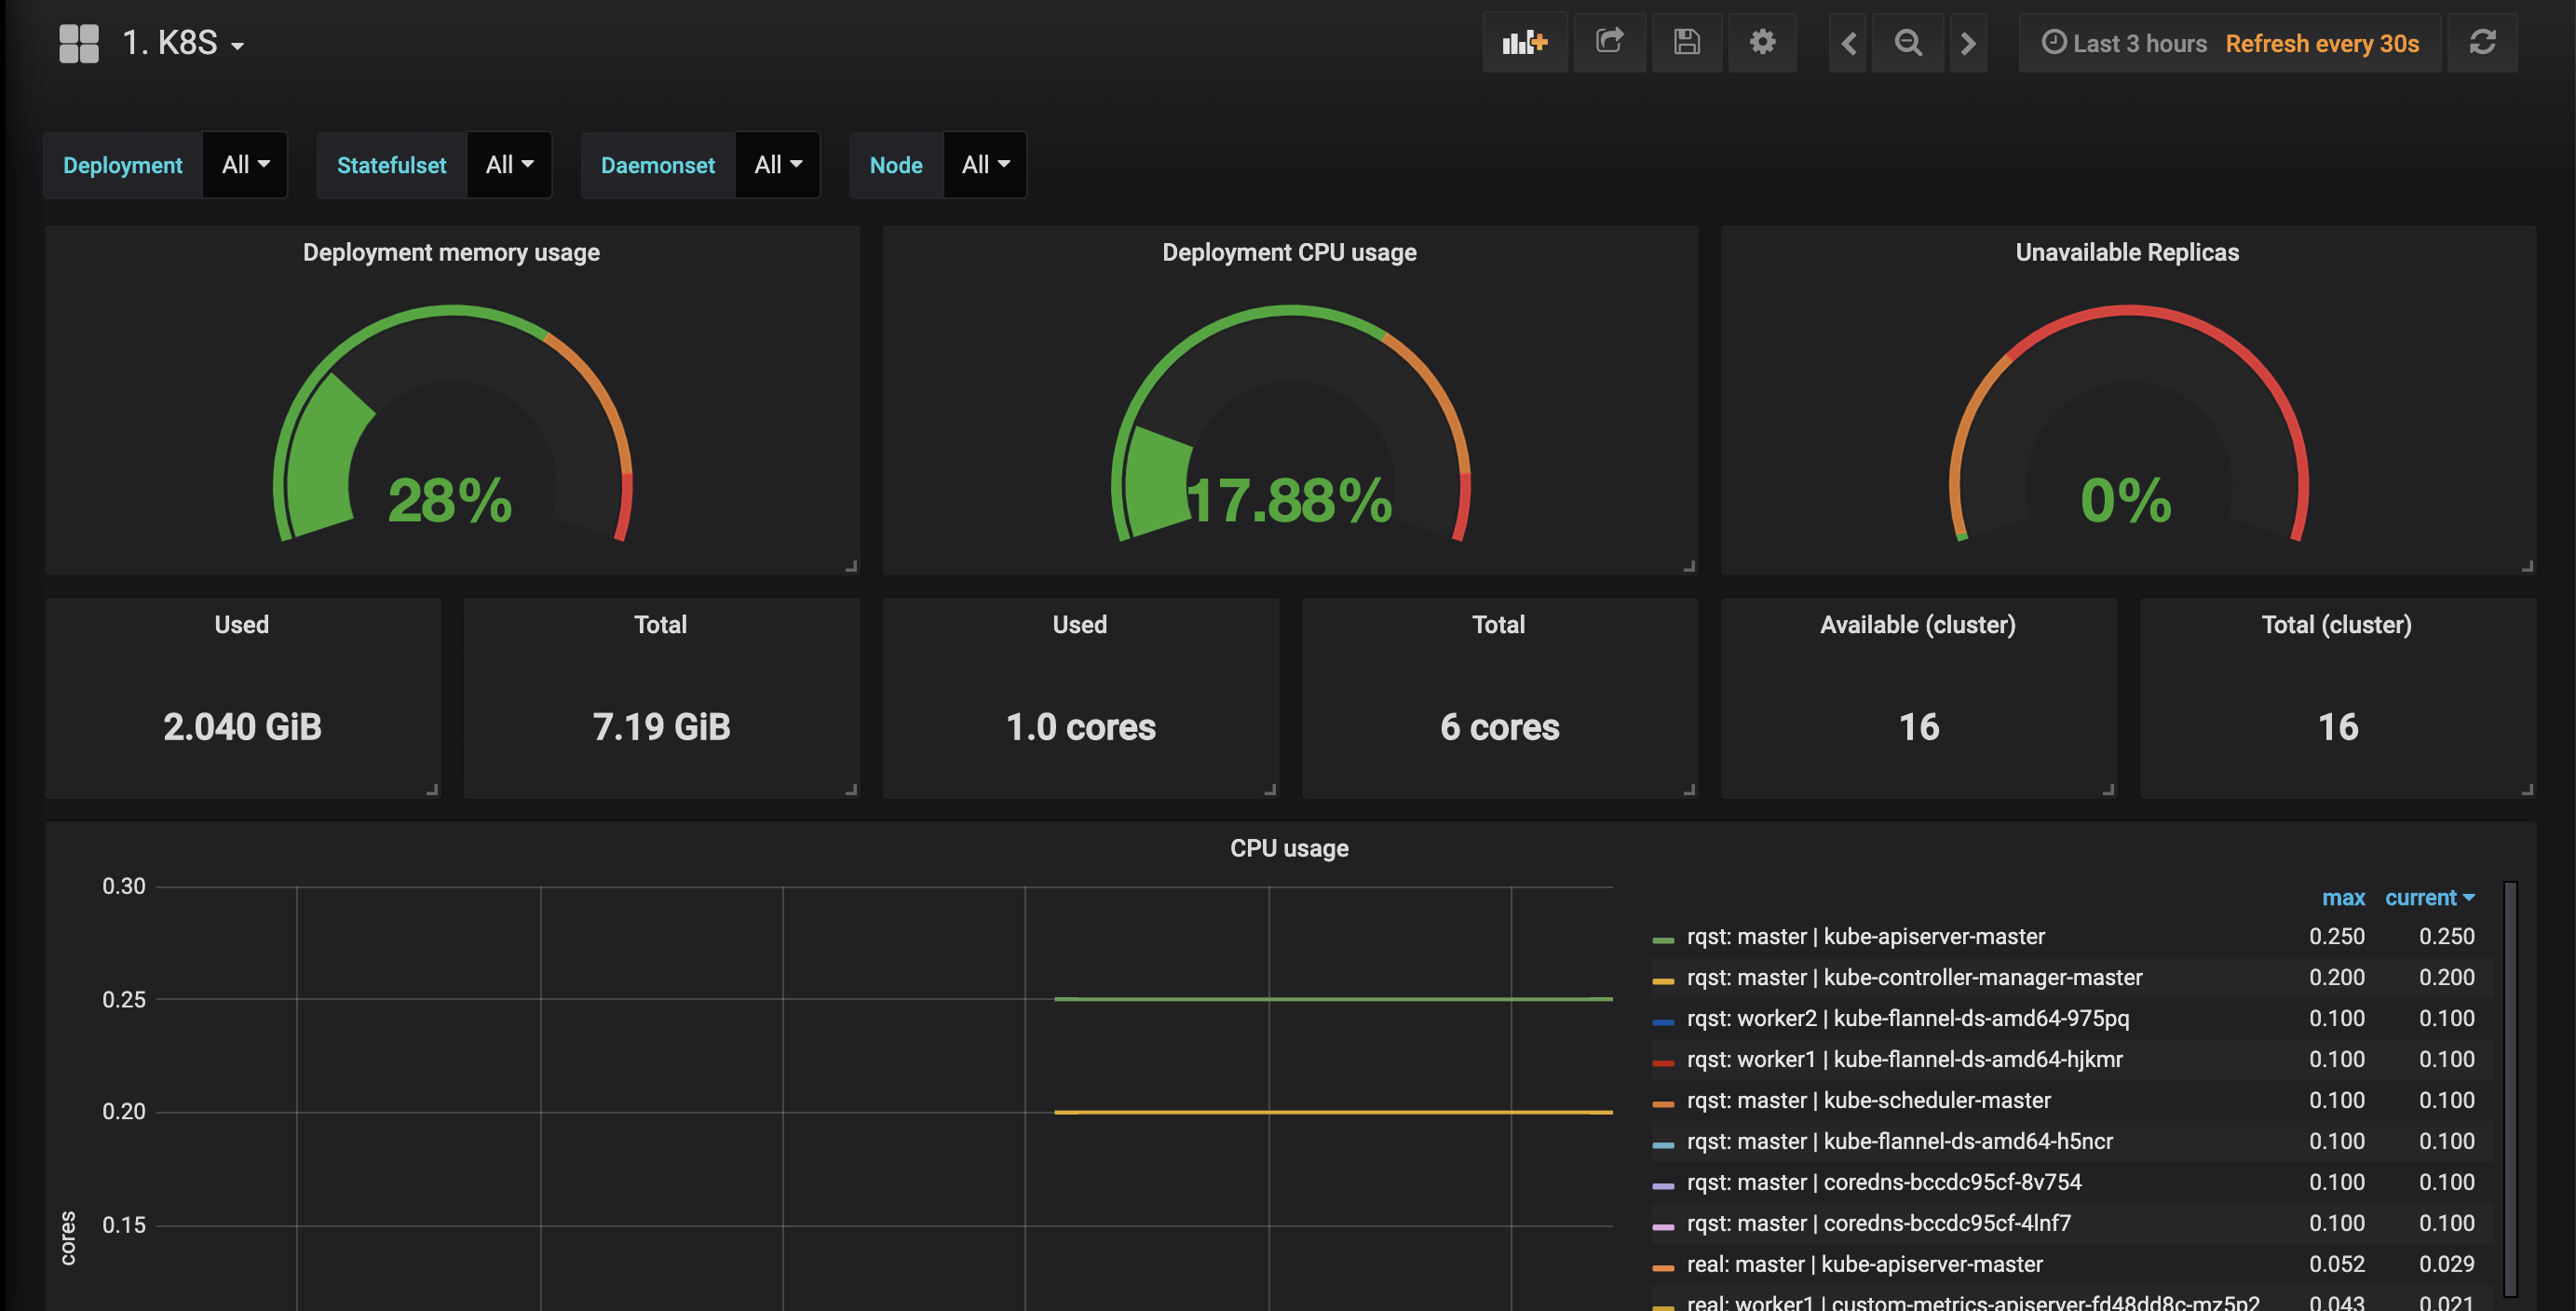 1. K8S
Last 3 hours Refresh every 30s
Deployment All Statefulset All Daemonset All Node All
Deployment memory usage
28%
Deployment CPU usage
17.88%
Unavailable Replicas
0%
Used
2.040 GiB
Total
7.19 GiB
Used
1.0 cores
Total
6 cores
Available (cluster)
16
Total (cluster)
16
CPU usage
0.30
0.25
0.20
0.15
cores
max current
rqst: master | kube-apiserver-master 0.250 0.250
rqst: master | kube-controller-manager-master 0.200 0.200
rqst: worker2 | kube-flannel-ds-amd64-975pq 0.100 0.100
rqst: worker1 | kube-flannel-ds-amd64-hjkmr 0.100 0.100
rqst: master | kube-scheduler-master 0.100 0.100
rqst: master | kube-flannel-ds-amd64-h5ncr 0.100 0.100
rqst: master | coredns-bccdc95cf-8v754 0.100 0.100
rqst: master | coredns-bccdc95cf-4lnf7 0.100 0.100
real: master | kube-apiserver-master 0.052 0.029
real: worker1 | custom-metrics-apiserver-fd48dd8c-mz5p2 0.043 0.021